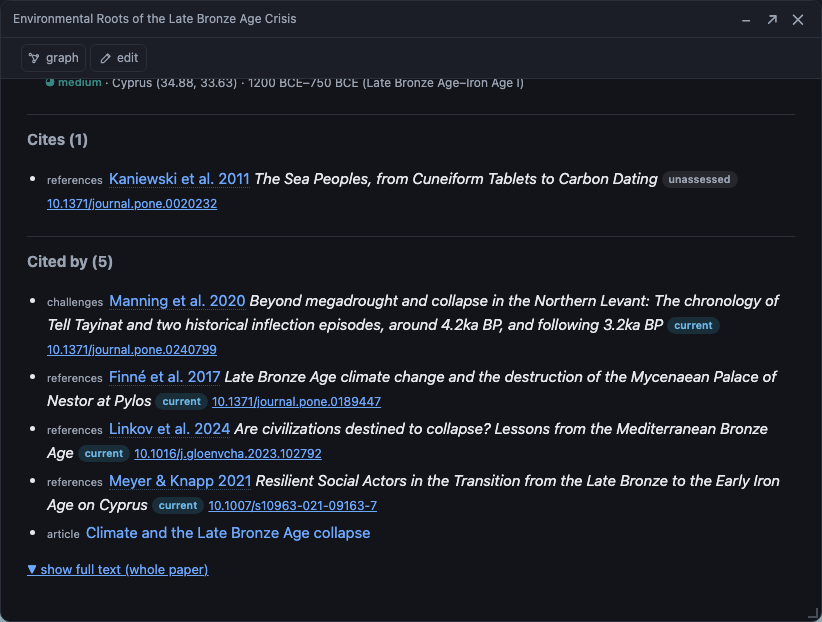 Environmental Roots of the Late Bronze Age Crisis
graph edit
medium · Cyprus (34.88, 33.63) · 1200 BCE–750 BCE (Late Bronze Age–Iron Age I)
Cites (1)
references Kaniewski et al. 2011 The Sea Peoples, from Cuneiform Tablets to Carbon Dating unassessed
10.1371/journal.pone.0020232
Cited by (5)
challenges Manning et al. 2020 Beyond megadrought and collapse in the Northern Levant: The chronology of
Tell Tayinat and two historical inflection episodes, around 4.2ka BP, and following 3.2ka BP current
10.1371/journal.pone.0240799
references Finné et al. 2017 Late Bronze Age climate change and the destruction of the Mycenaean Palace of
Nestor at Pylos current 10.1371/journal.pone.0189447
references Linkov et al. 2024 Are civilizations destined to collapse? Lessons from the Mediterranean Bronze
Age current 10.1016/j.gloenvcha.2023.102792
references Meyer & Knapp 2021 Resilient Social Actors in the Transition from the Late Bronze to the Early Iron
Age on Cyprus current 10.1007/s10963-021-09163-7
article Climate and the Late Bronze Age collapse
▼ show full text (whole paper)